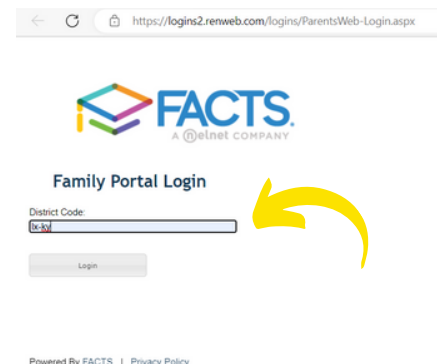 https://logins2.renweb.com/logins/ParentsWeb-Login.aspx
FACTS
A nelnet COMPANY
Family Portal Login
District Code:
lx-ky
Login
Powered By FACTS | Privacy Policy